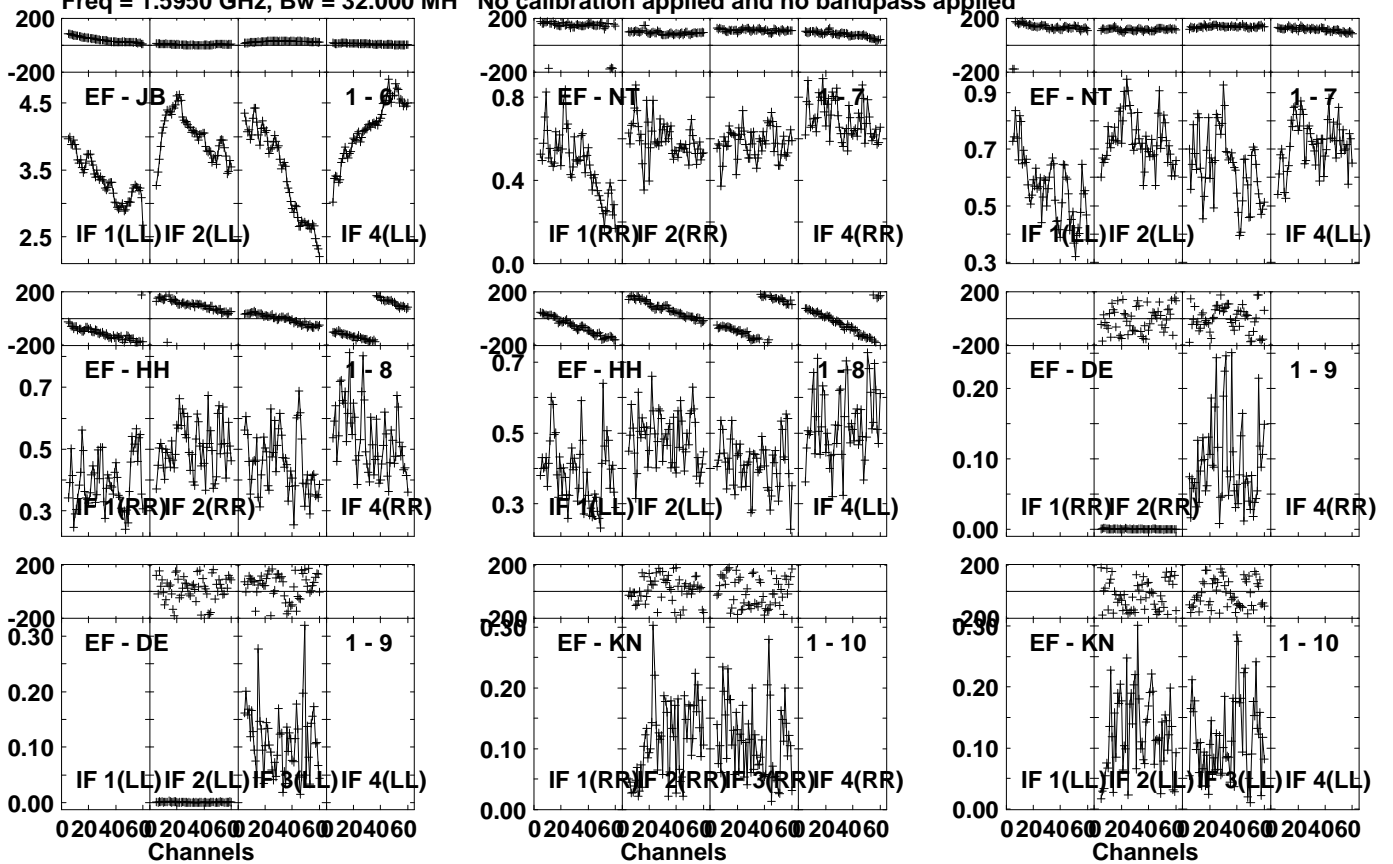 Freq = 1.5950 GHz, Bw = 32.000 MH No calibration applied and no bandpass applied
200 200 200
-200 -200 -200
EF - JB 1 - 6 EF - NT 1 - 7 EF - NT 1 - 7
4.5 0.8 0.9
3.5 0.4 0.7
0.5
2.5 0.0 0.3
IF 1(LL) IF 2(LL) IF 4(LL) IF 1(RR) IF 2(RR) IF 4(RR) IF 1(LL) IF 2(LL) IF 4(LL)
200 200 200
-200 -200 -200
EF - HH 1 - 8 EF - HH 1 - 8 EF - DE 1 - 9
0.7 0.7 0.20
0.5 0.5 0.10
0.3 0.3 0.00
IF 1(RR) IF 2(RR) IF 4(RR) IF 1(LL) IF 2(LL) IF 4(LL) IF 1(RR) IF 2(RR) IF 4(RR)
200 200 200
-200 -200 -200
EF - DE 1 - 9 EF - KN 1 - 10 EF - KN 1 - 10
0.30 0.30 0.30
0.20 0.20 0.20
0.10 0.10 0.10
IF 1(LL) IF 2(LL) IF 3(LL) IF 4(LL) IF 1(RR) IF 2(RR) IF 3(RR) IF 4(RR) IF 1(LL) IF 2(LL) IF 3(LL) IF 4(LL)
0.00 0.00 0.00
0 20 40 60 0 20 40 60 0 20 40 60 0 20 40 60 0 20 40 60 0 20 40 60 0 20 40 60 0 20 40 60 0 20 40 60 0 20 40 60 0 20 40 60 0 20 40 60
Channels Channels Channels